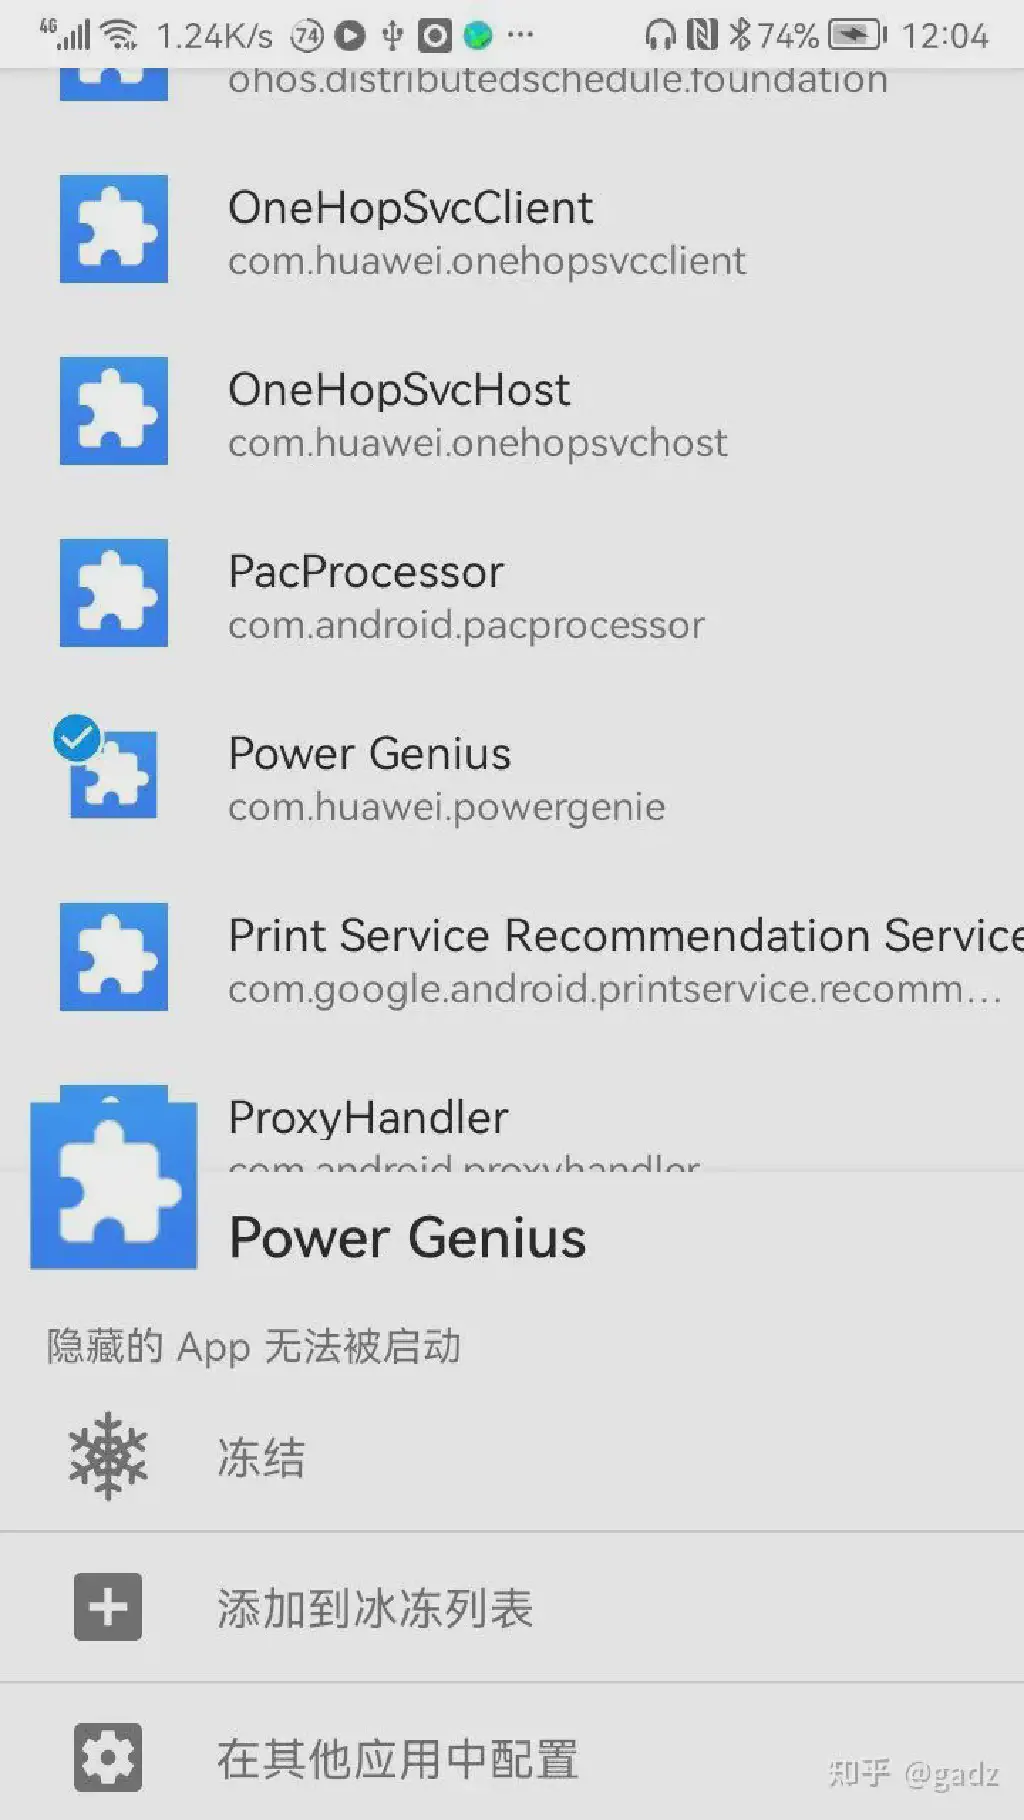 4G 1.24K/s 74 74% 12:04
ohos.distributedschedule.foundation
OneHopSvcClient
com.huawei.onehopsvcclient
OneHopSvcHost
com.huawei.onehopsvchost
PacProcessor
com.android.pacprocessor
Power Genius
com.huawei.powergenie
Print Service Recommendation Service
com.google.android.printservice.recomm...
ProxyHandler
com.android.proxyhandler
Power Genius
隐藏的 App 无法被启动
冻结
添加到冰冻列表
在其他应用中配置
知乎 @gadz